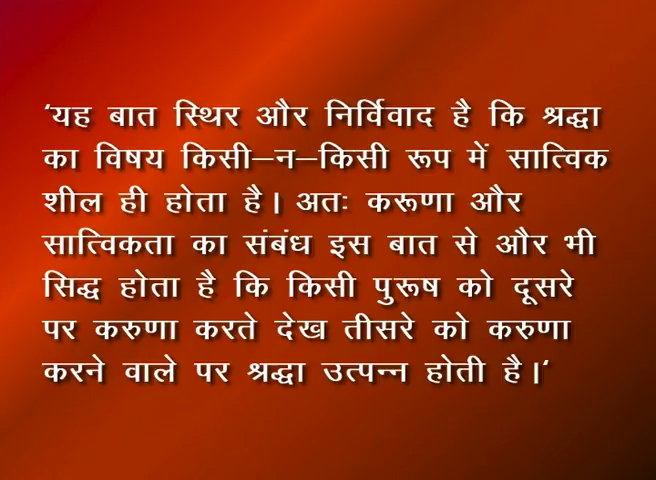 'यह बात स्थिर और निर्विवाद है कि श्रद्धा
का विषय किसी–न–किसी रूप में सात्विक
शील ही होता है। अतः करूणा और
सात्विकता का संबंध इस बात से और भी
सिद्ध होता है कि किसी पुरूष को दूसरे
पर करुणा करते देख तीसरे को करुणा
करने वाले पर श्रद्धा उत्पन्न होती है।'